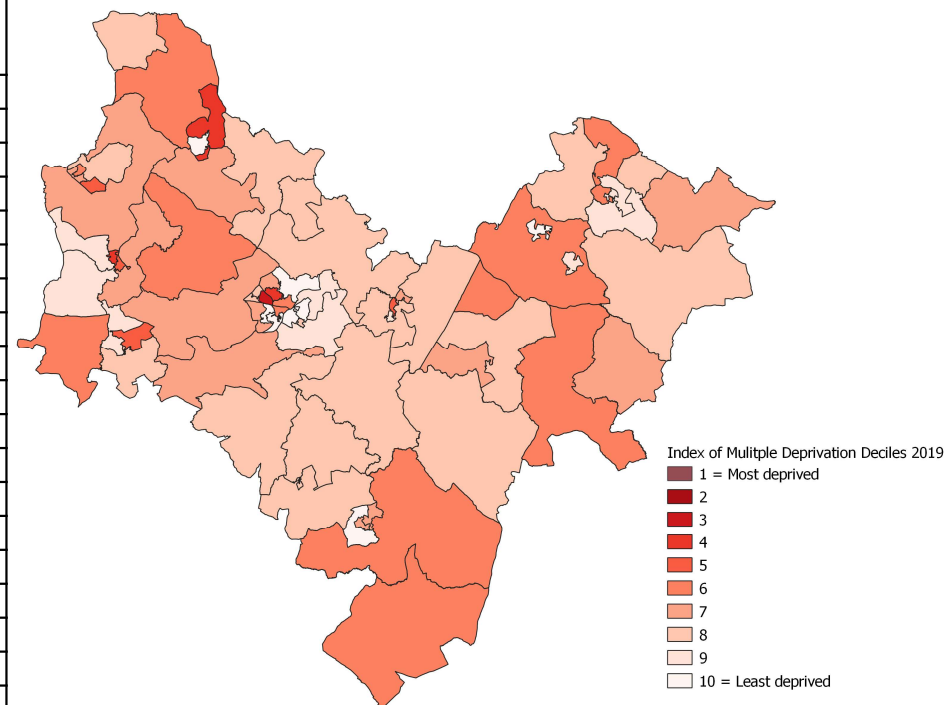 Index of Mulitple Deprivation Deciles 2019
1 = Most deprived
2
3
4
5
6
7
8
9
10 = Least deprived